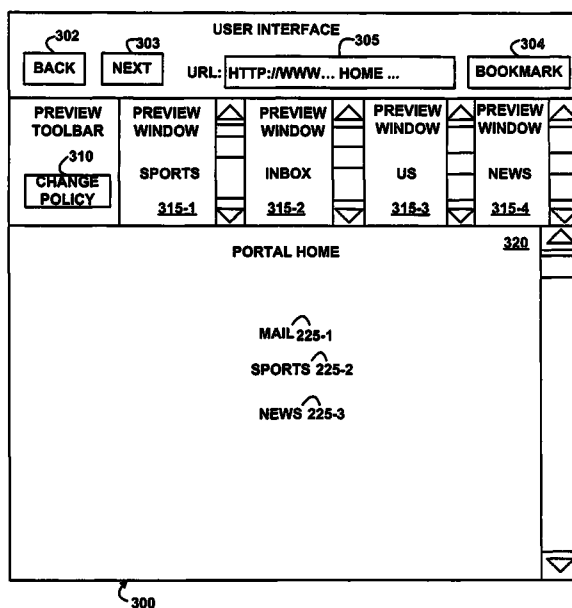 USER INTERFACE
302
303
305
304
BACK
NEXT
URL: HTTP://WWW... HOME ...
BOOKMARK
PREVIEW TOOLBAR
310
CHANGE POLICY
PREVIEW WINDOW
SPORTS
315-1
PREVIEW WINDOW
INBOX
315-2
PREVIEW WINDOW
US
315-3
PREVIEW WINDOW
NEWS
315-4
PORTAL HOME
320
MAIL 225-1
SPORTS 225-2
NEWS 225-3
300